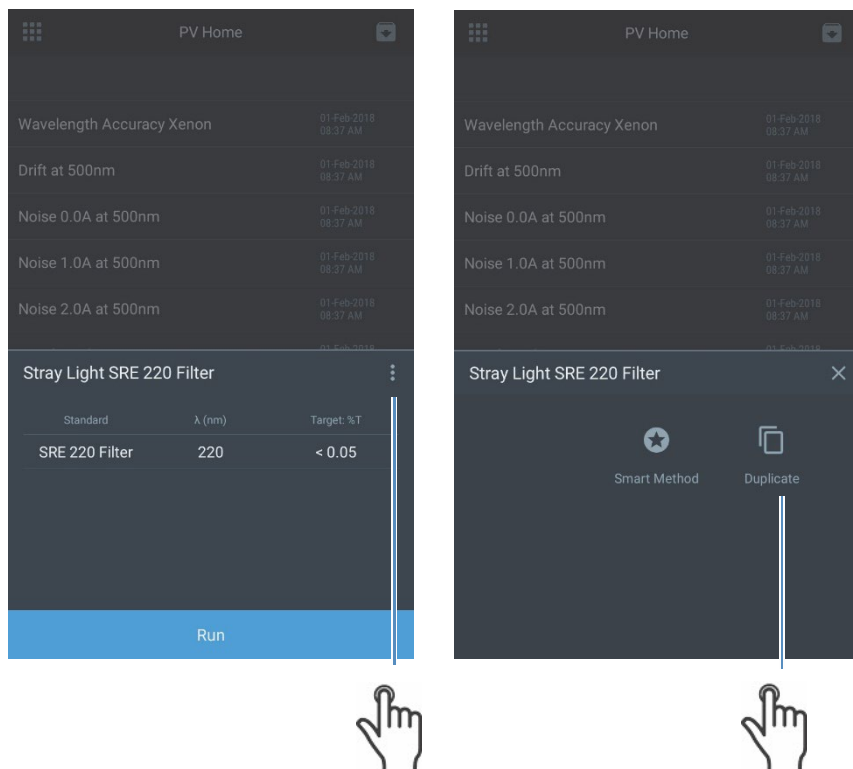 PV Home
Wavelength Accuracy Xenon
01-Feb-2018
08:37 AM
Drift at 500nm
01-Feb-2018
08:37 AM
Noise 0.0A at 500nm
01-Feb-2018
08:37 AM
Noise 1.0A at 500nm
01-Feb-2018
08:37 AM
Noise 2.0A at 500nm
01-Feb-2018
08:37 AM
01-Feb-2018
Stray Light SRE 220 Filter
Standard λ (nm) Target: %T
SRE 220 Filter 220 < 0.05
Run
PV Home
Wavelength Accuracy Xenon
01-Feb-2018
08:37 AM
Drift at 500nm
01-Feb-2018
08:37 AM
Noise 0.0A at 500nm
01-Feb-2018
08:37 AM
Noise 1.0A at 500nm
01-Feb-2018
08:37 AM
Noise 2.0A at 500nm
01-Feb-2018
08:37 AM
01-Feb-2018
Stray Light SRE 220 Filter
Smart Method Duplicate